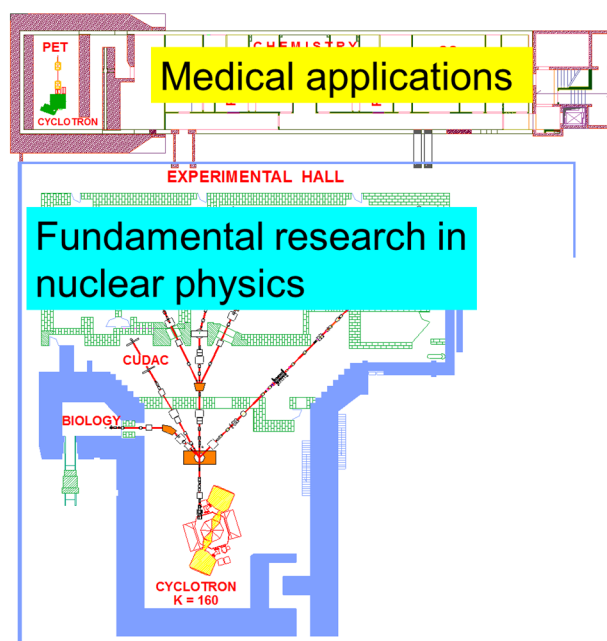 PET
CHEMISTRY
Medical applications
CYCLOTRON
EXPERIMENTAL HALL
Fundamental research in
nuclear physics
CUDAC
BIOLOGY
CYCLOTRON
K = 160